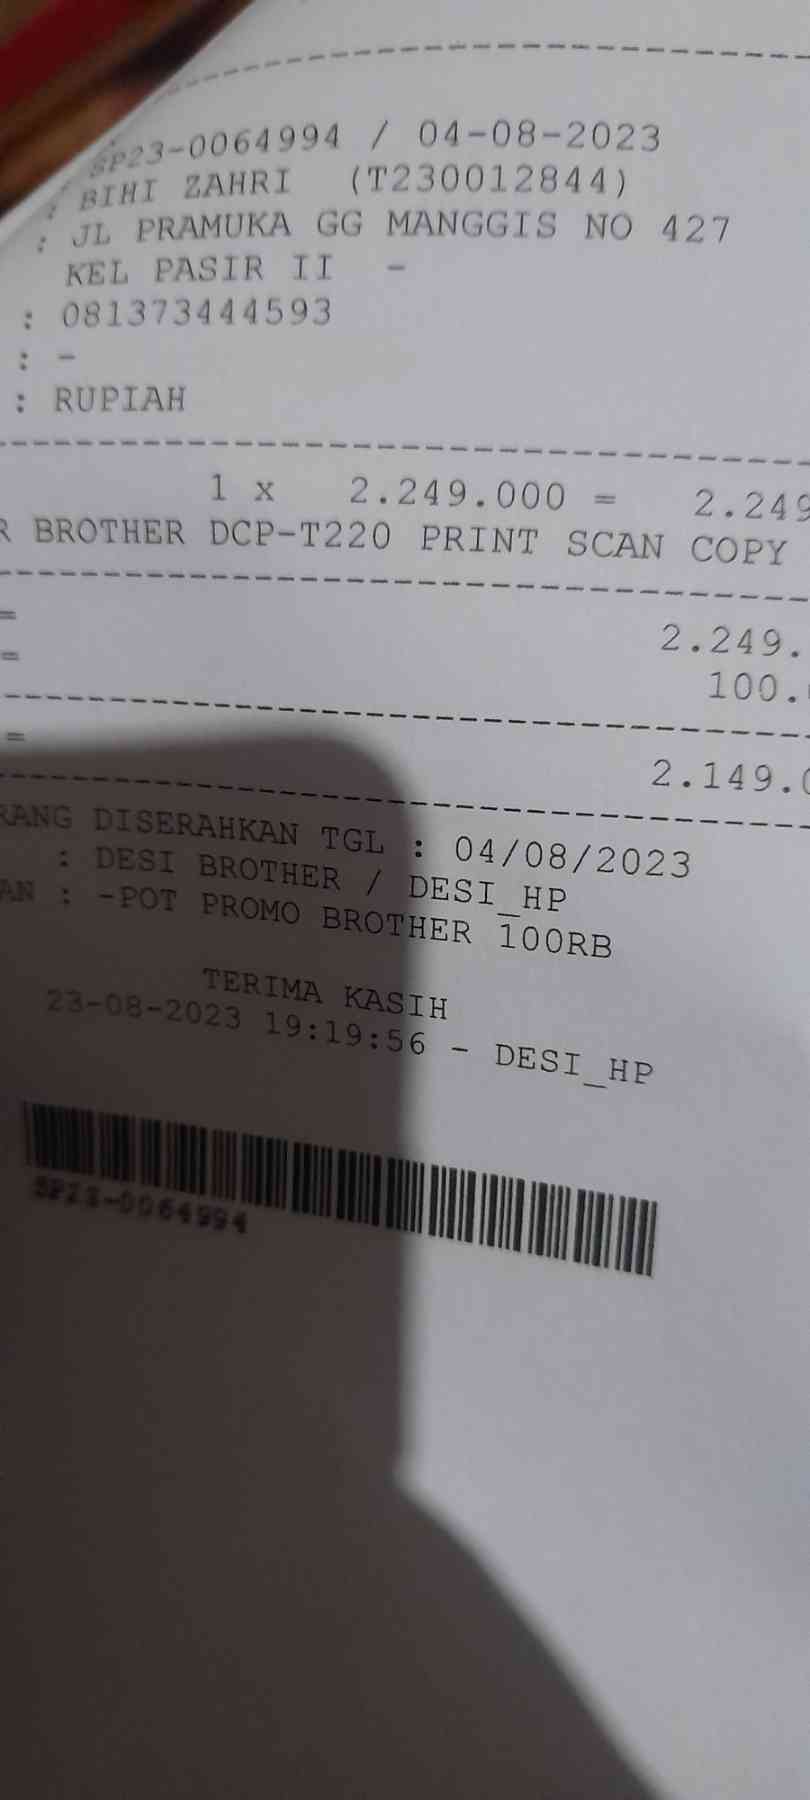 SP23-0064994 / 04-08-2023
: BIHI ZAHRI (T230012844)
: JL PRAMUKA GG MANGGIS NO 427
KEL PASIR II -
: 081373444593
: -
: RUPIAH
1 x 2.249.000 = 2.249
R BROTHER DCP-T220 PRINT SCAN COPY
= 2.249.
= 100.
= 2.149.0
RANG DISERAHKAN TGL : 04/08/2023
: DESI BROTHER / DESI_HP
AN : -POT PROMO BROTHER 100RB
TERIMA KASIH
23-08-2023 19:19:56 - DESI_HP
SP23-0064994